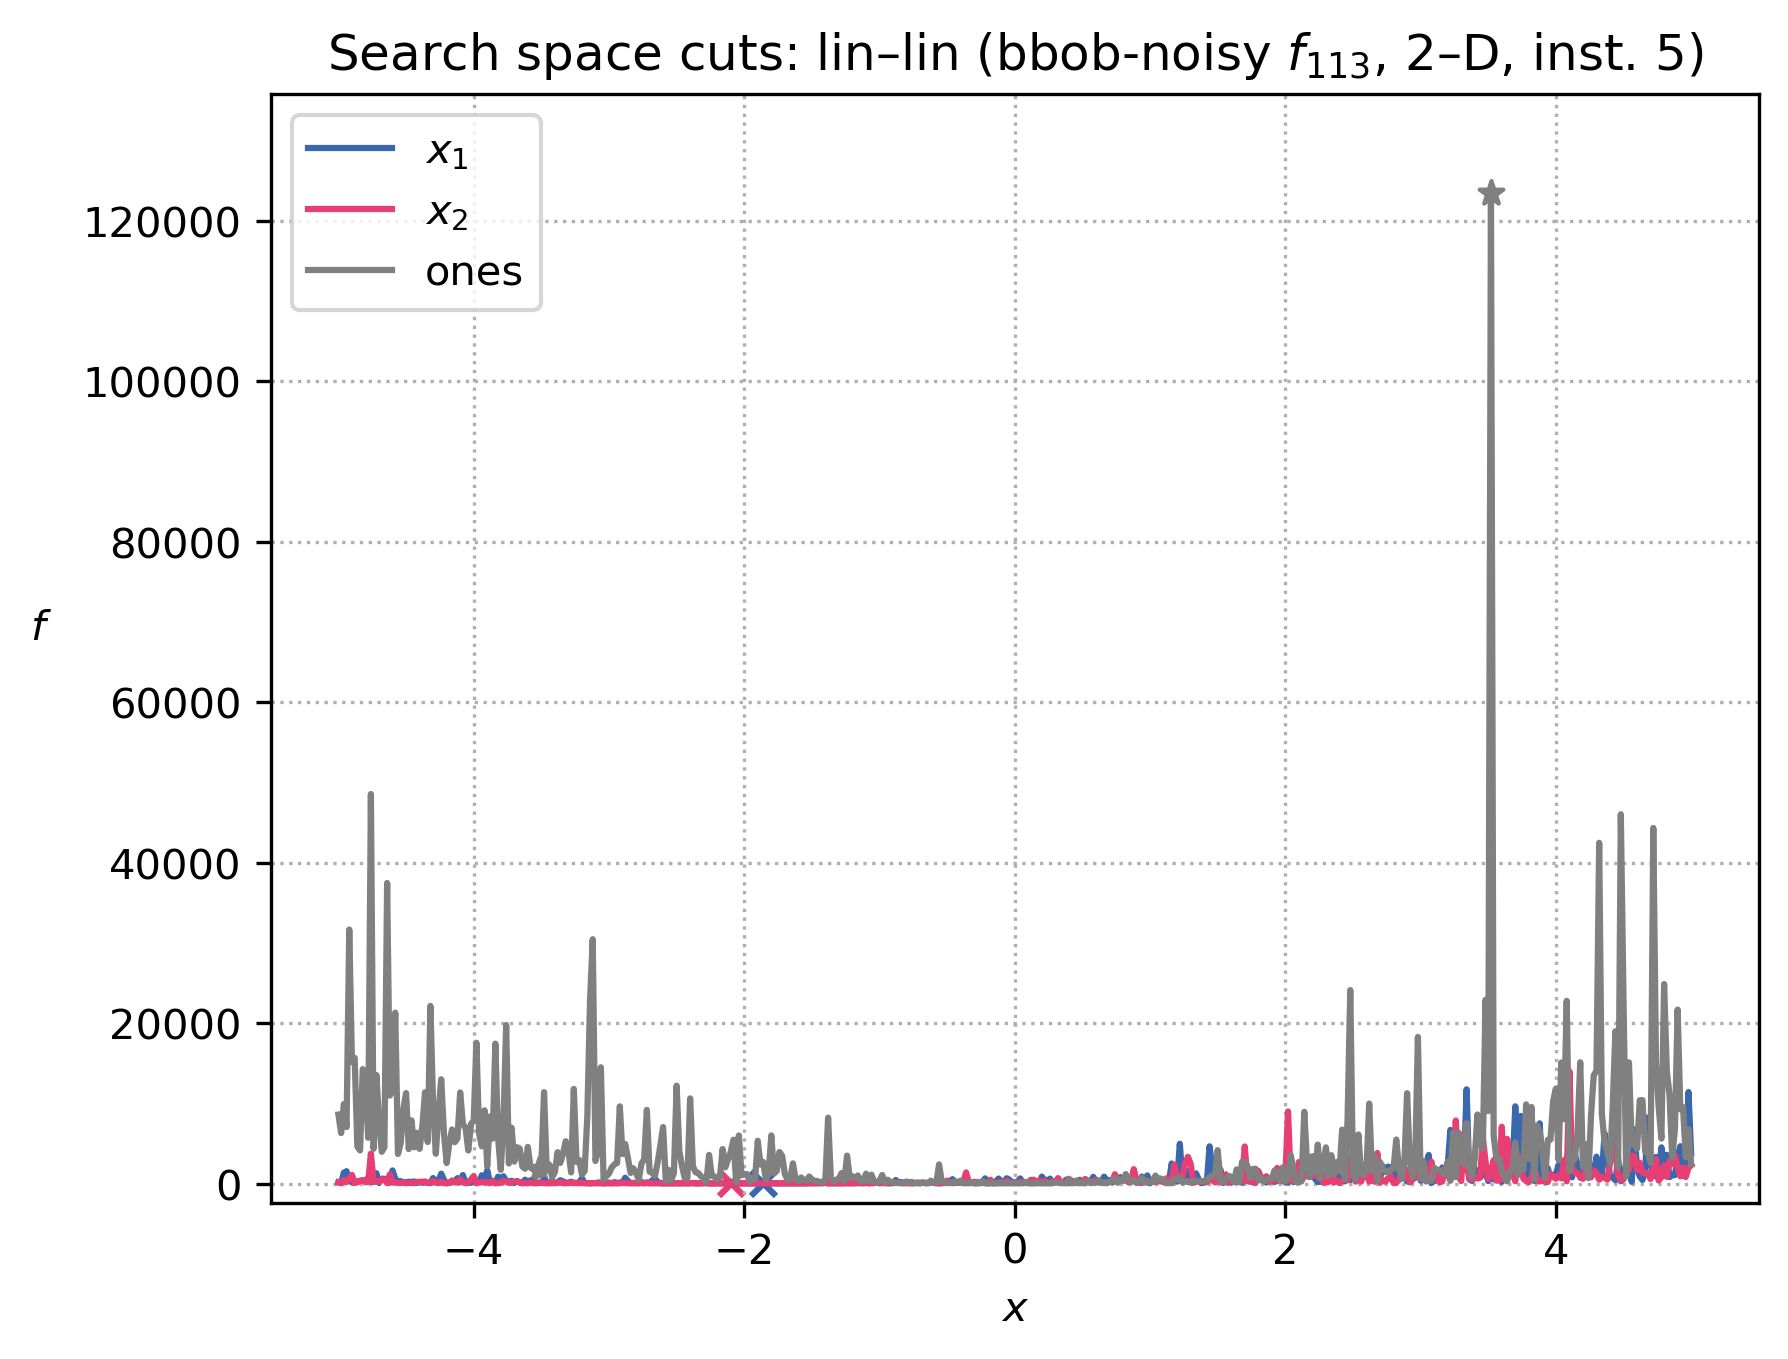 Search space cuts: lin–lin (bbob-noisy f₁₁₃, 2–D, inst. 5)
x₁
x₂
ones
120000
100000
80000
60000
40000
20000
0
f
−4 −2 0 2 4
x